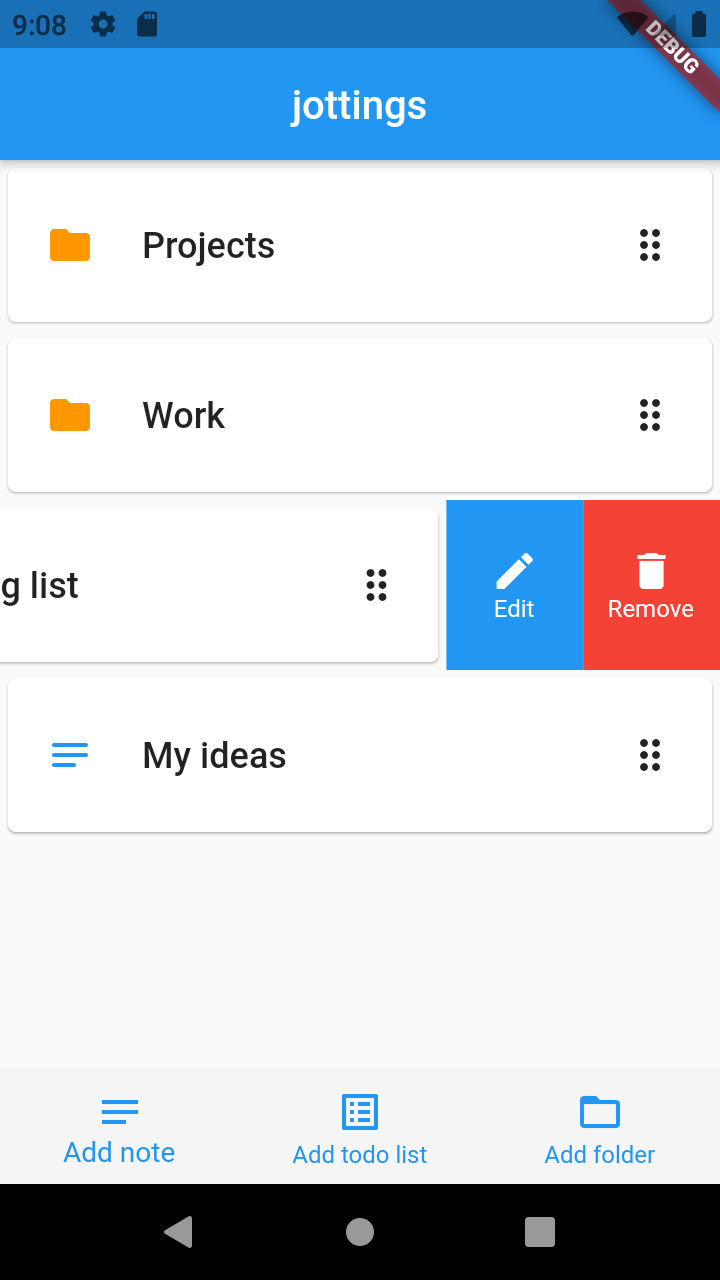 9:08
DEBUG
jottings
Projects
Work
g list
Edit
Remove
My ideas
Add note
Add todo list
Add folder